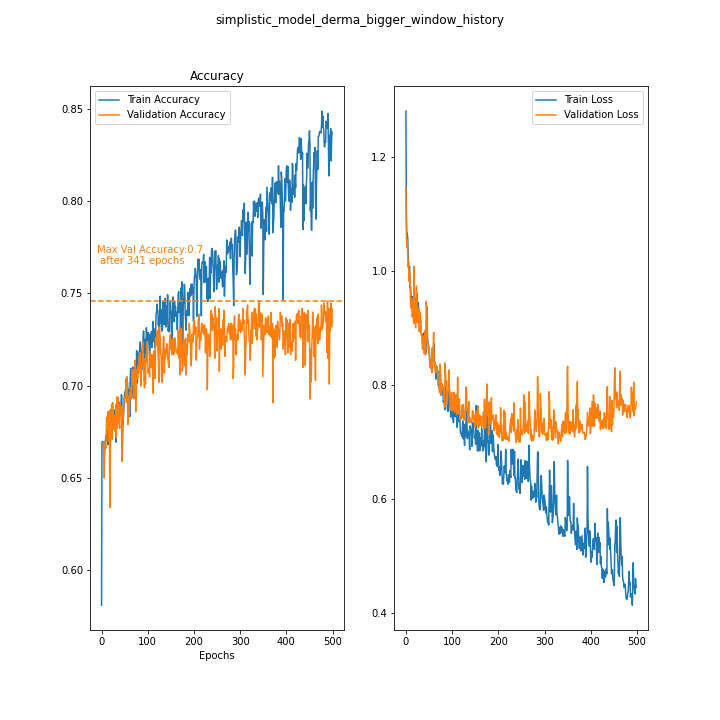 simplistic_model_derma_bigger_window_history
Accuracy
Train Accuracy
Validation Accuracy
0.85
0.80
0.75
0.70
0.65
0.60
Max Val Accuracy:0.7
after 341 epochs
0
100
200
300
400
500
Epochs
Train Loss
Validation Loss
1.2
1.0
0.8
0.6
0.4
0
100
200
300
400
500